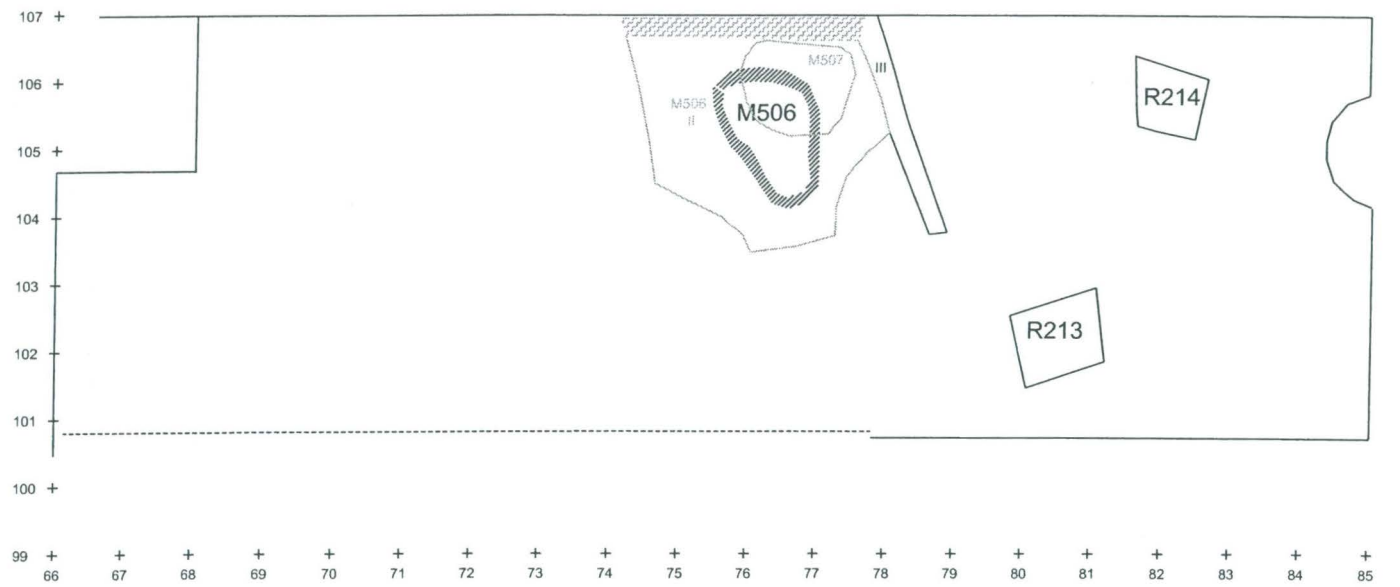 107 +
M507
106 +
III
R214
M506
II
M506
105 +
104 +
103 +
R213
102 +
101 +
100 +
99 + + + + + + + + + + + + + + + + + + + +
66 67 68 69 70 71 72 73 74 75 76 77 78 79 80 81 82 83 84 85